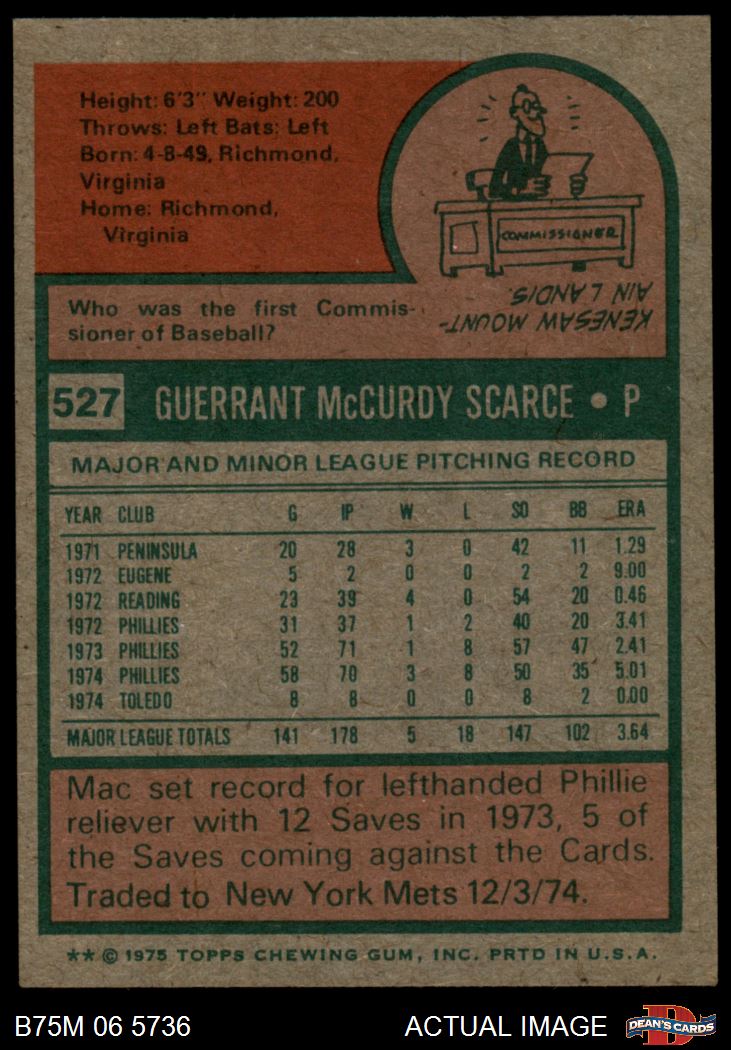 Height: 6'3" Weight: 200
Throws: Left Bats: Left
Born: 4-8-49, Richmond,
Virginia
Home: Richmond,
Virginia
COMMISSIONER
Who was the first Commis-
sioner of Baseball?
KENESAW MOUNT-
AIN LANDIS.
527 GUERRANT McCURDY SCARCE • P
MAJOR AND MINOR LEAGUE PITCHING RECORD
YEAR CLUB G IP W L SO BB ERA
1971 PENINSULA 20 28 3 0 42 11 1.29
1972 EUGENE 5 2 0 0 2 2 9.00
1972 READING 23 39 4 0 54 20 0.46
1972 PHILLIES 31 37 1 2 40 20 3.41
1973 PHILLIES 52 71 1 8 57 47 2.41
1974 PHILLIES 58 70 3 8 50 35 5.01
1974 TOLEDO 8 8 0 0 8 2 0.00
MAJOR LEAGUE TOTALS 141 178 5 18 147 102 3.64
Mac set record for lefthanded Phillie
reliever with 12 Saves in 1973, 5 of
the Saves coming against the Cards.
Traded to New York Mets 12/3/74.
** © 1975 TOPPS CHEWING GUM, INC. PRTD IN U.S.A.
B75M 06 5736 ACTUAL IMAGE DEAN'S CARDS